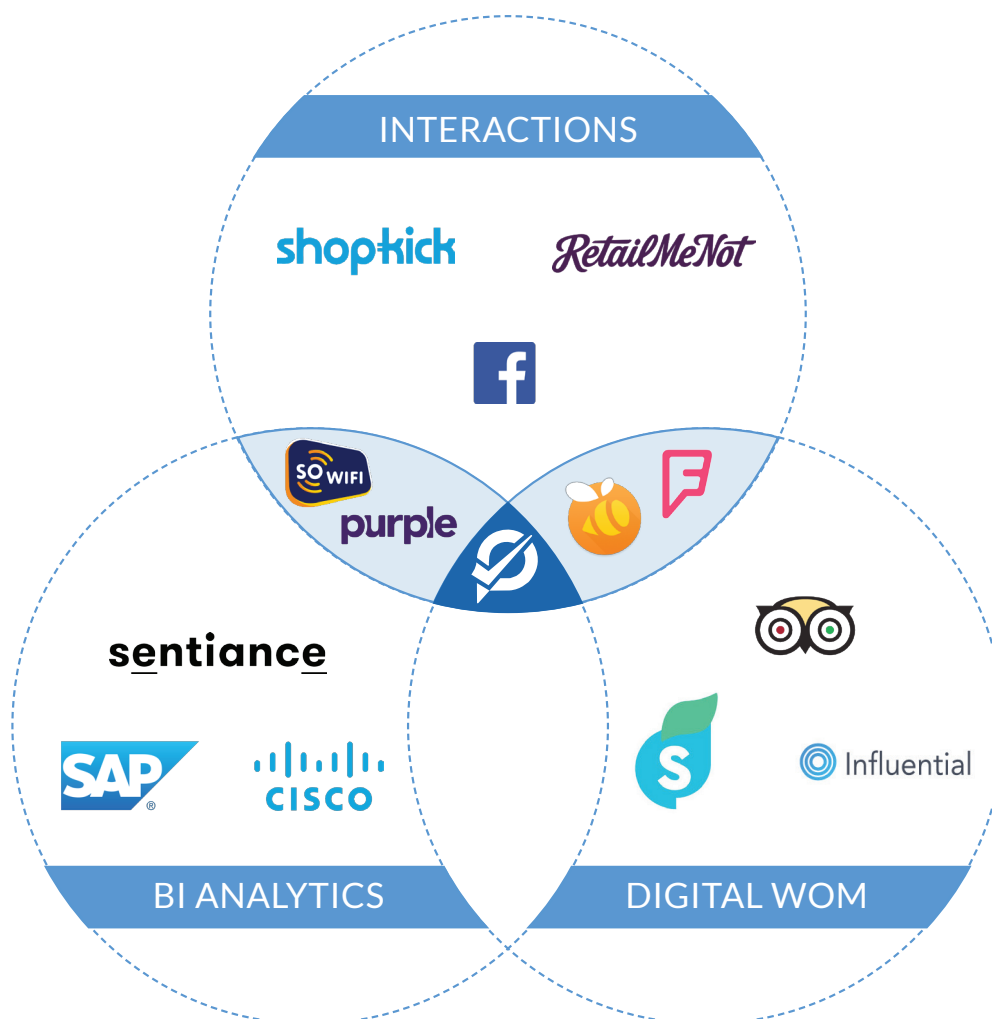 INTERACTIONS
shopkick
RetailMeNot
f
SO WIFI
F
purple
sentiance
S
SAP
®
CISCO
Influential
BI ANALYTICS
DIGITAL WOM